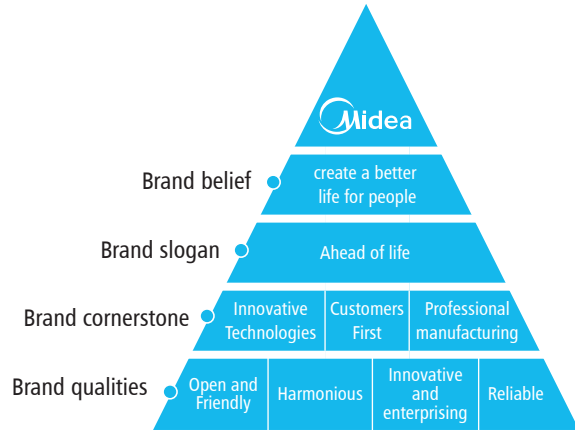 Midea
Brand belief
create a better
life for people
Brand slogan
Ahead of life
Brand cornerstone
Innovative
Technologies
Customers
First
Professional
manufacturing
Brand qualities
Open and
Friendly
Harmonious
Innovative
and
enterprising
Reliable